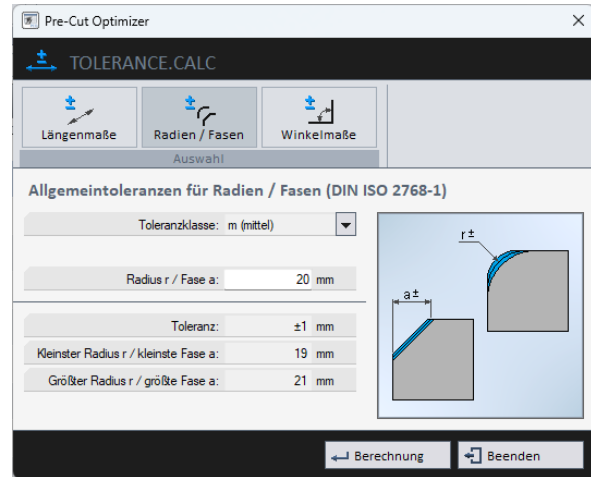 Pre-Cut Optimizer
TOLERANCE.CALC
Längenmaße
Radien / Fasen
Winkelmaße
Auswahl
Allgemeintoleranzen für Radien / Fasen (DIN ISO 2768-1)
Toleranzklasse: m (mittel)
Radius r / Fase a: 20 mm
Toleranz: ±1 mm
Kleinster Radius r / kleinste Fase a: 19 mm
Größter Radius r / größte Fase a: 21 mm
r±
a±
Berechnung
Beenden